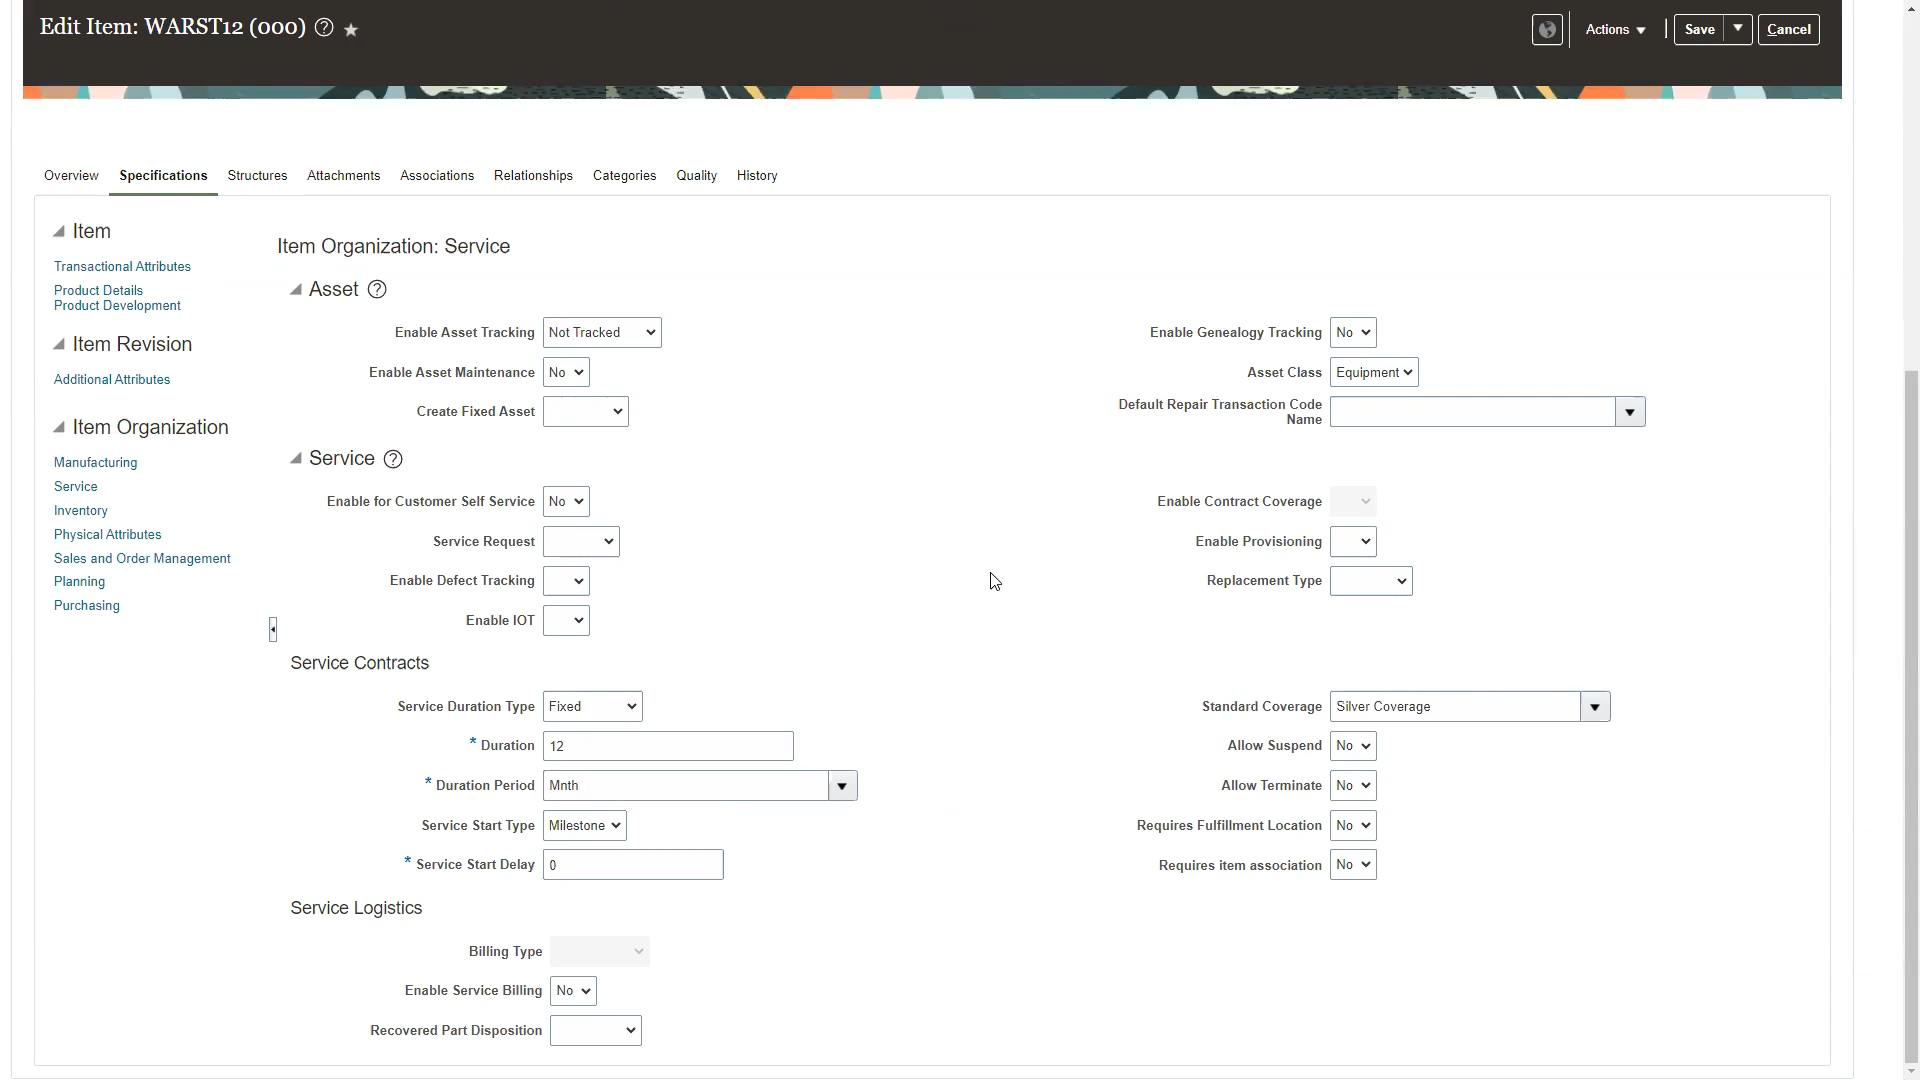 Edit Item: WARST12 (000) ?
Actions
Save
Cancel
Overview Specifications Structures Attachments Associations Relationships Categories Quality History
Item
Transactional Attributes
Product Details
Product Development
Item Revision
Additional Attributes
Item Organization
Manufacturing
Service
Inventory
Physical Attributes
Sales and Order Management
Planning
Purchasing
Item Organization: Service
Asset ?
Enable Asset Tracking Not Tracked
Enable Asset Maintenance No
Create Fixed Asset
Enable Genealogy Tracking No
Asset Class Equipment
Default Repair Transaction Code
Name
Service ?
Enable for Customer Self Service No
Service Request
Enable Defect Tracking
Enable IOT
Enable Contract Coverage
Enable Provisioning
Replacement Type
Service Contracts
Service Duration Type Fixed
* Duration 12
* Duration Period Mnth
Service Start Type Milestone
* Service Start Delay 0
Standard Coverage Silver Coverage
Allow Suspend No
Allow Terminate No
Requires Fulfillment Location No
Requires item association No
Service Logistics
Billing Type
Enable Service Billing No
Recovered Part Disposition